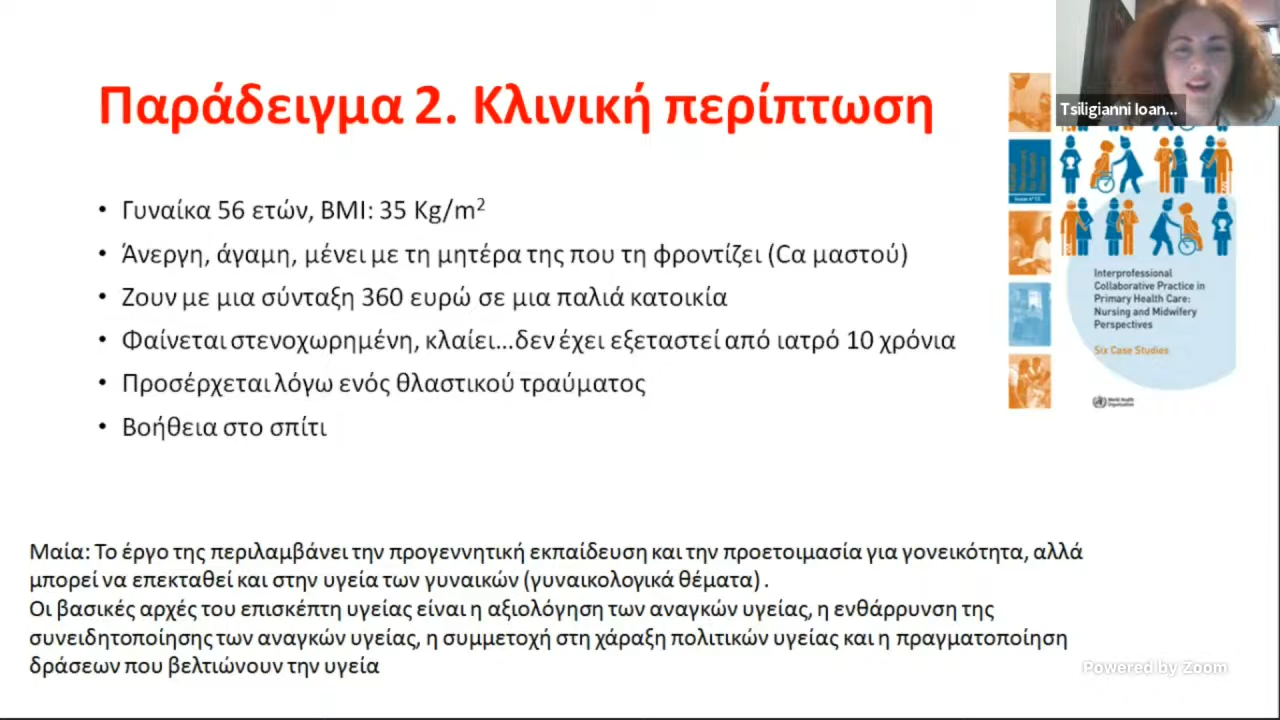 Παράδειγμα 2. Κλινική περίπτωση
Tsiligianni Ioan...
• Γυναίκα 56 ετών, BMI: 35 Kg/m²
• Άνεργη, άγαμη, μένει με τη μητέρα της που τη φροντίζει (Ca μαστού)
• Ζουν με μια σύνταξη 360 ευρώ σε μια παλιά κατοικία
• Φαίνεται στενοχωρημένη, κλαίει...δεν έχει εξεταστεί από ιατρό 10 χρόνια
• Προσέρχεται λόγω ενός θλαστικού τραύματος
• Βοήθεια στο σπίτι
Interprofessional
Collaborative Practice in
Primary Health Care:
Nursing and Midwifery
Perspectives
Six Case Studies
World Health
Organization
Μαία: Το έργο της περιλαμβάνει την προγεννητική εκπαίδευση και την προετοιμασία για γονεικότητα, αλλά
μπορεί να επεκταθεί και στην υγεία των γυναικών (γυναικολογικά θέματα) .
Οι βασικές αρχές του επισκέπτη υγείας είναι η αξιολόγηση των αναγκών υγείας, η ενθάρρυνση της
συνειδητοποίησης των αναγκών υγείας, η συμμετοχή στη χάραξη πολιτικών υγείας και η πραγματοποίηση
δράσεων που βελτιώνουν την υγεία
Powered by Zoom